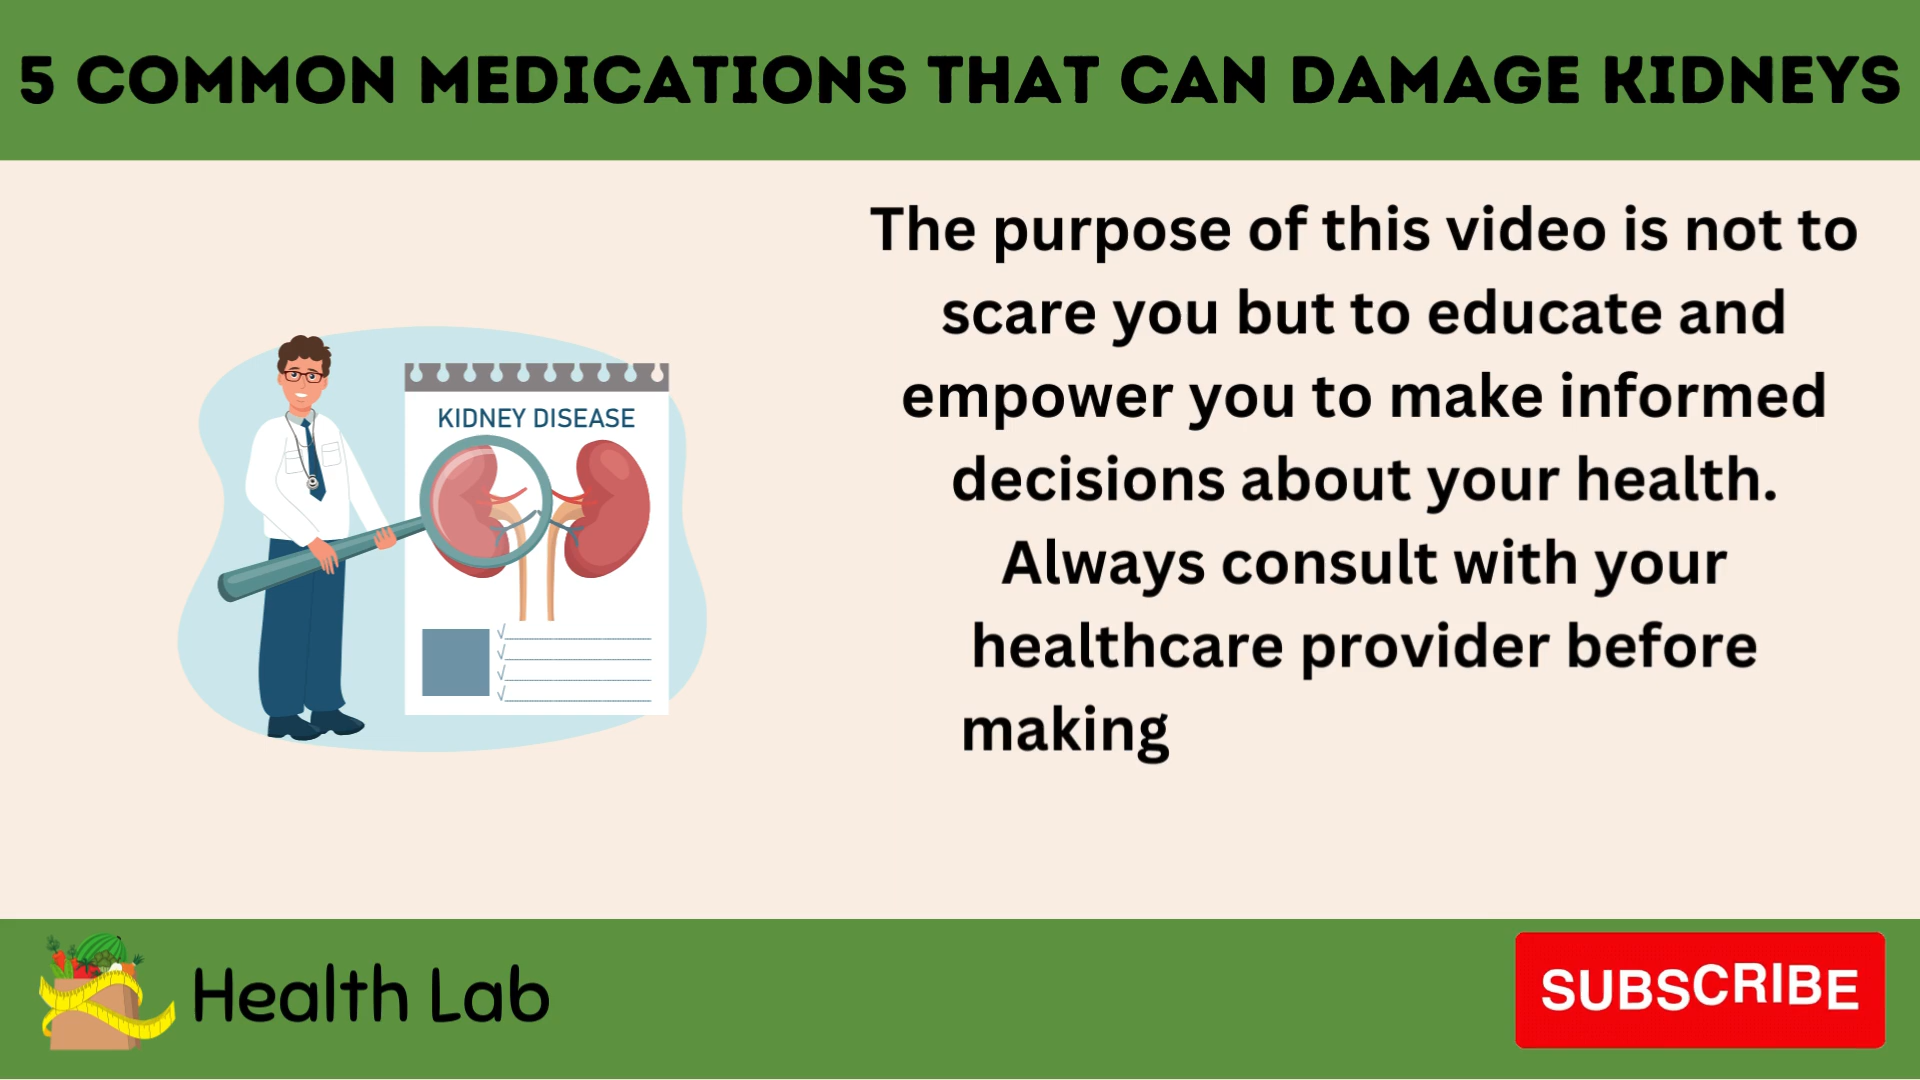 5 COMMON MEDICATIONS THAT CAN DAMAGE KIDNEYS
The purpose of this video is not to
scare you but to educate and
empower you to make informed
decisions about your health.
Always consult with your
healthcare provider before
making
KIDNEY DISEASE
Health Lab
SUBSCRIBE